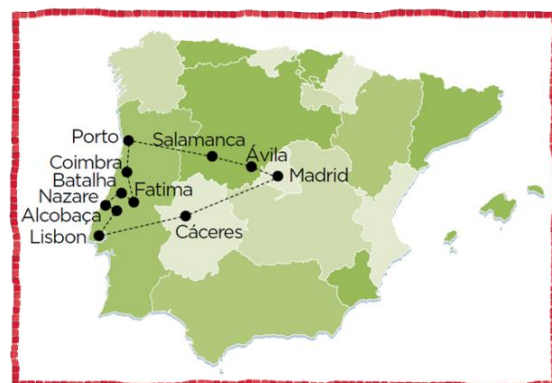 Porto
Salamanca
Ávila
Coimbra
Batalha
Madrid
Nazare
Fatima
Alcobaça
Lisbon
Cáceres